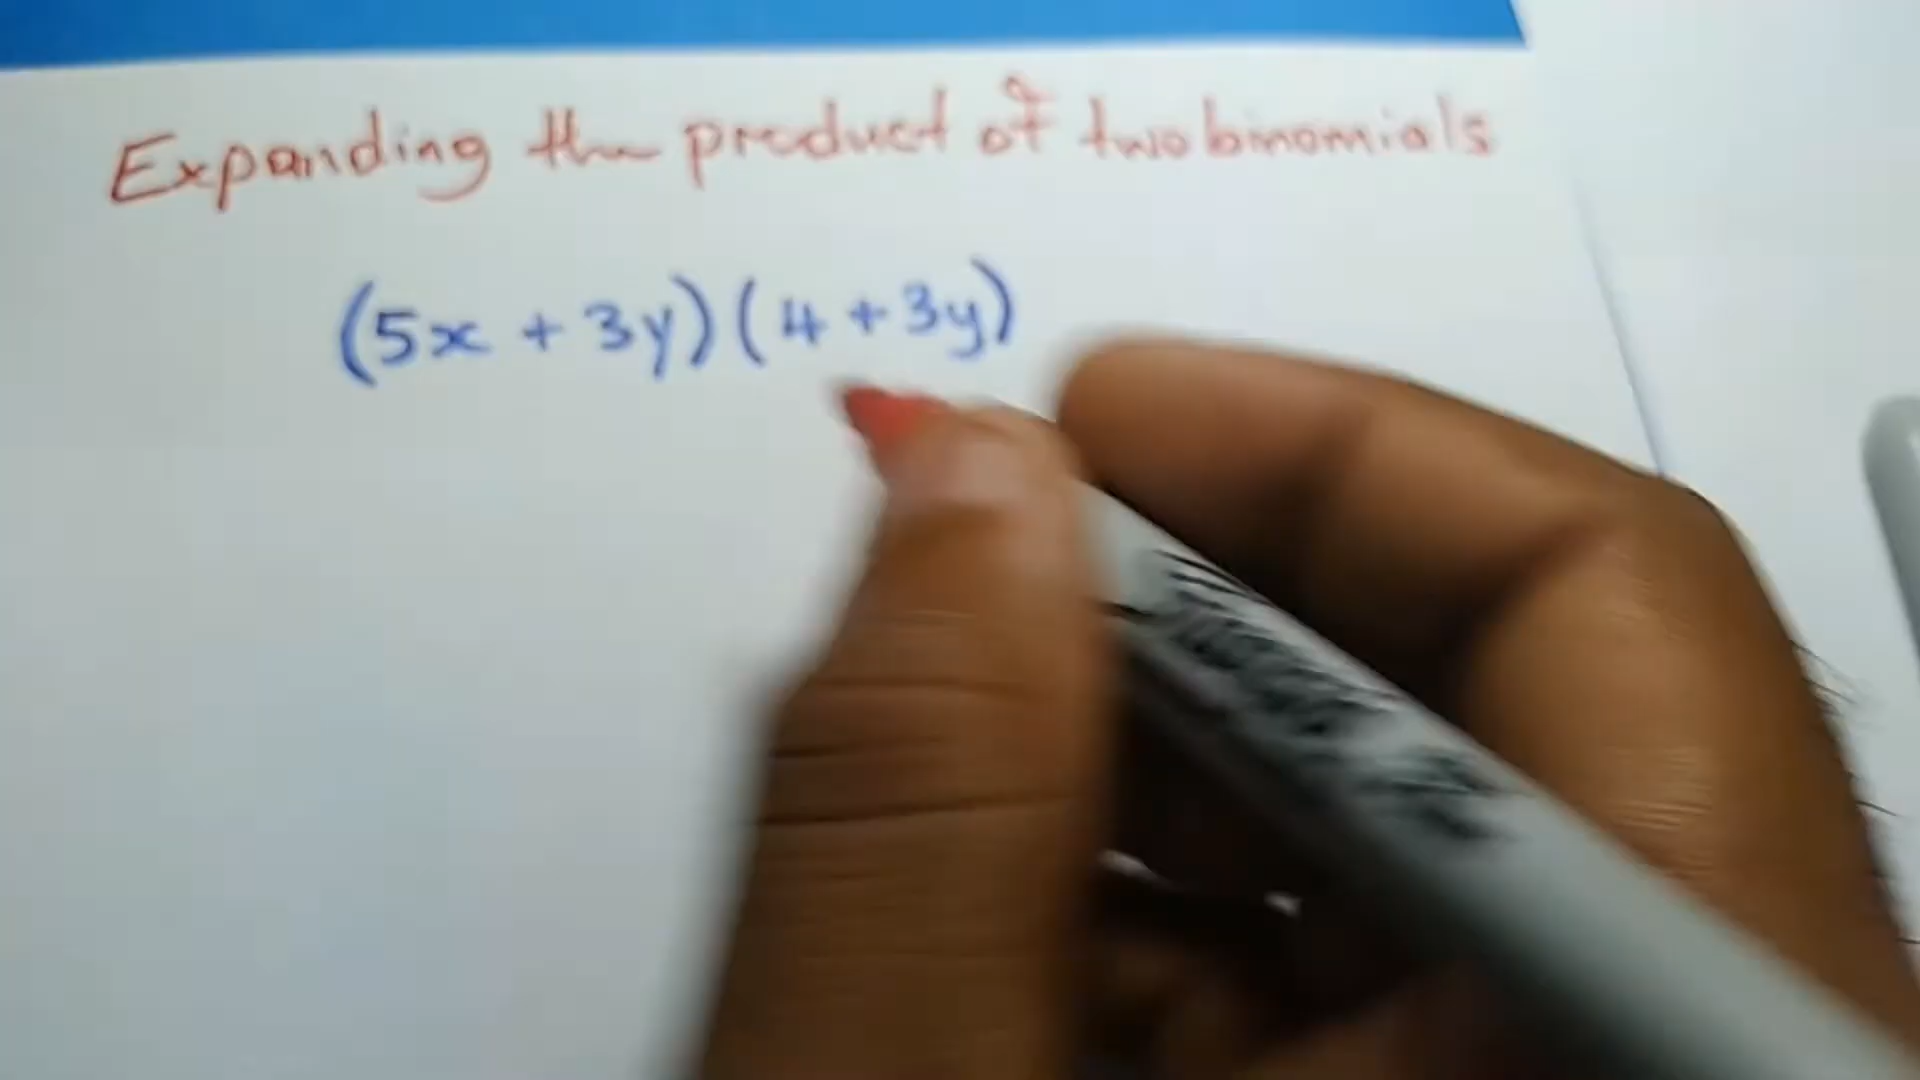 Expanding the product of two binomials
(5x + 3y)(4 + 3y)